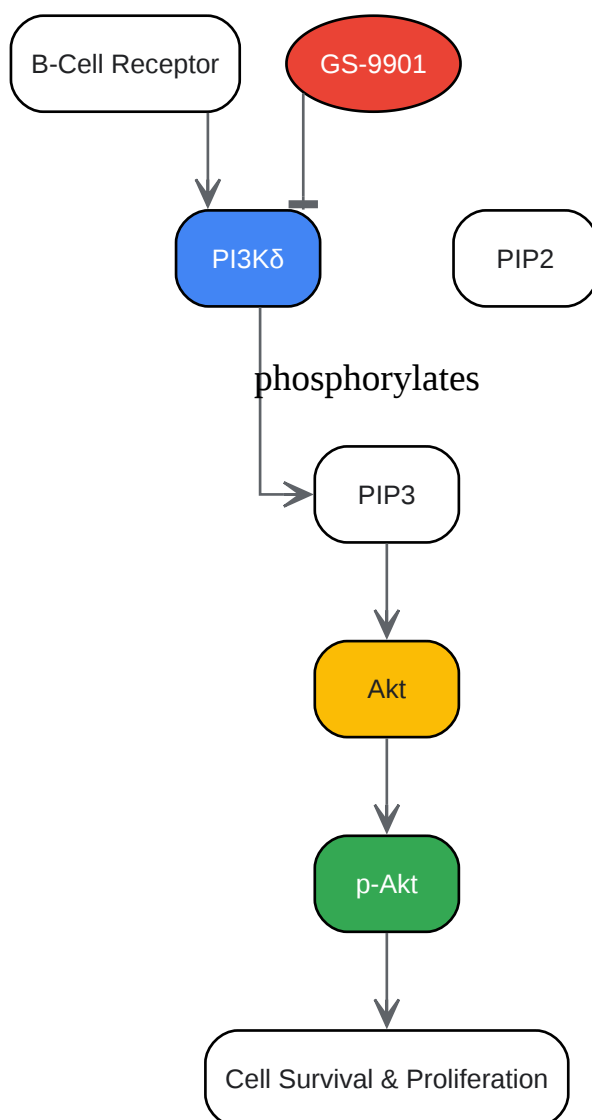 B-Cell Receptor
GS-9901
PI3Kδ
PIP2
phosphorylates
PIP3
Akt
p-Akt
Cell Survival & Proliferation